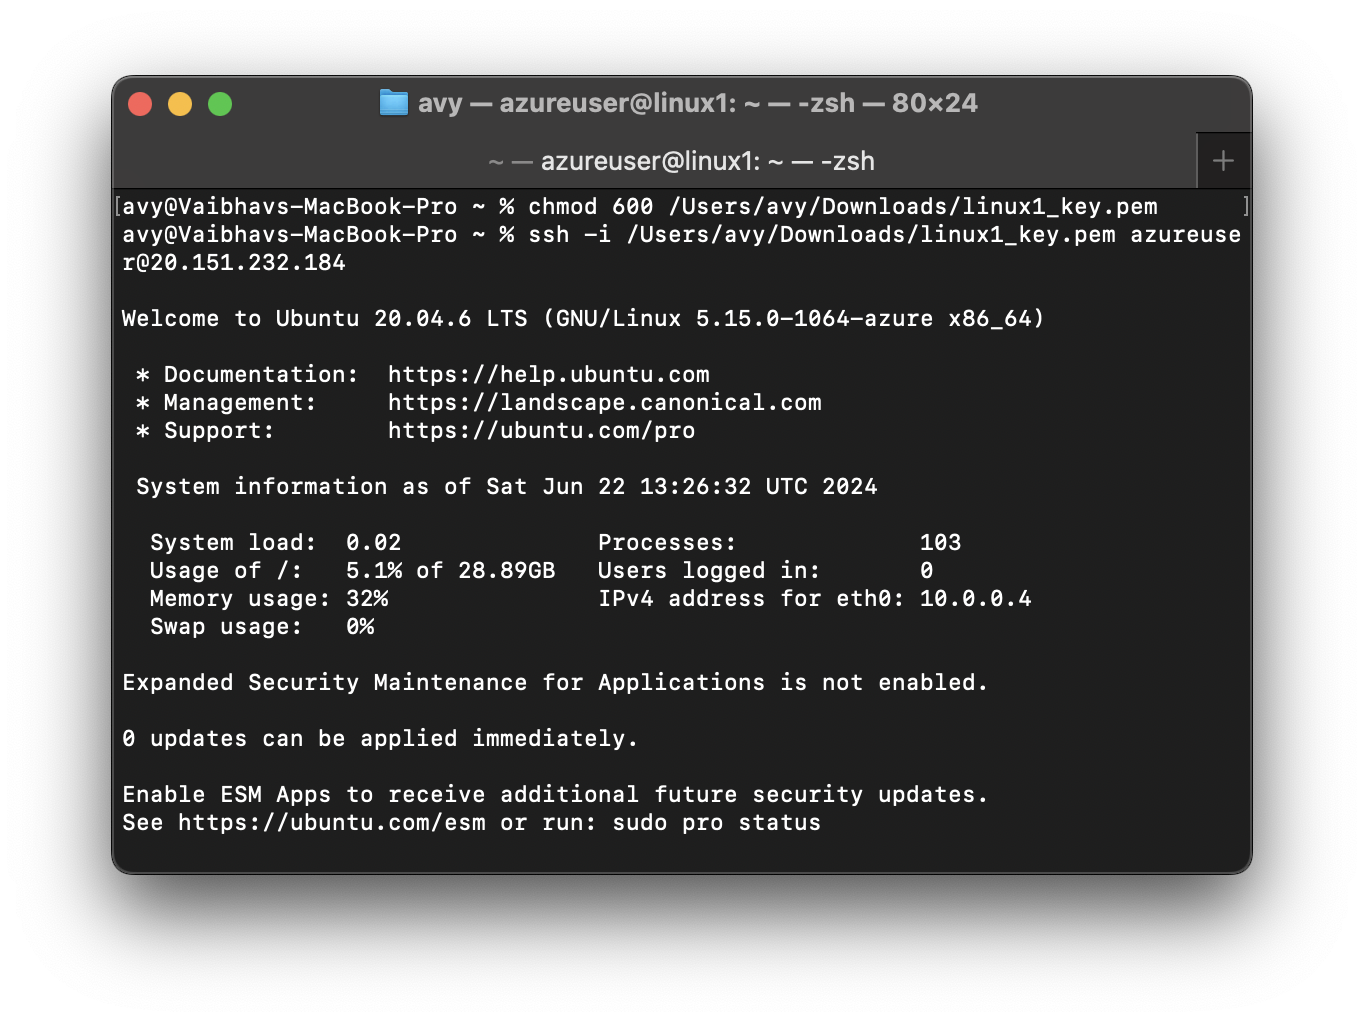 avy — azureuser@linux1: ~ — -zsh — 80×24
~ — azureuser@linux1: ~ — -zsh
[avy@Vaibhavs-MacBook-Pro ~ % chmod 600 /Users/avy/Downloads/linux1_key.pem ]
avy@Vaibhavs-MacBook-Pro ~ % ssh -i /Users/avy/Downloads/linux1_key.pem azureuse
r@20.151.232.184
Welcome to Ubuntu 20.04.6 LTS (GNU/Linux 5.15.0-1064-azure x86_64)
* Documentation: https://help.ubuntu.com
* Management: https://landscape.canonical.com
* Support: https://ubuntu.com/pro
System information as of Sat Jun 22 13:26:32 UTC 2024
System load: 0.02 Processes: 103
Usage of /: 5.1% of 28.89GB Users logged in: 0
Memory usage: 32% IPv4 address for eth0: 10.0.0.4
Swap usage: 0%
Expanded Security Maintenance for Applications is not enabled.
0 updates can be applied immediately.
Enable ESM Apps to receive additional future security updates.
See https://ubuntu.com/esm or run: sudo pro status